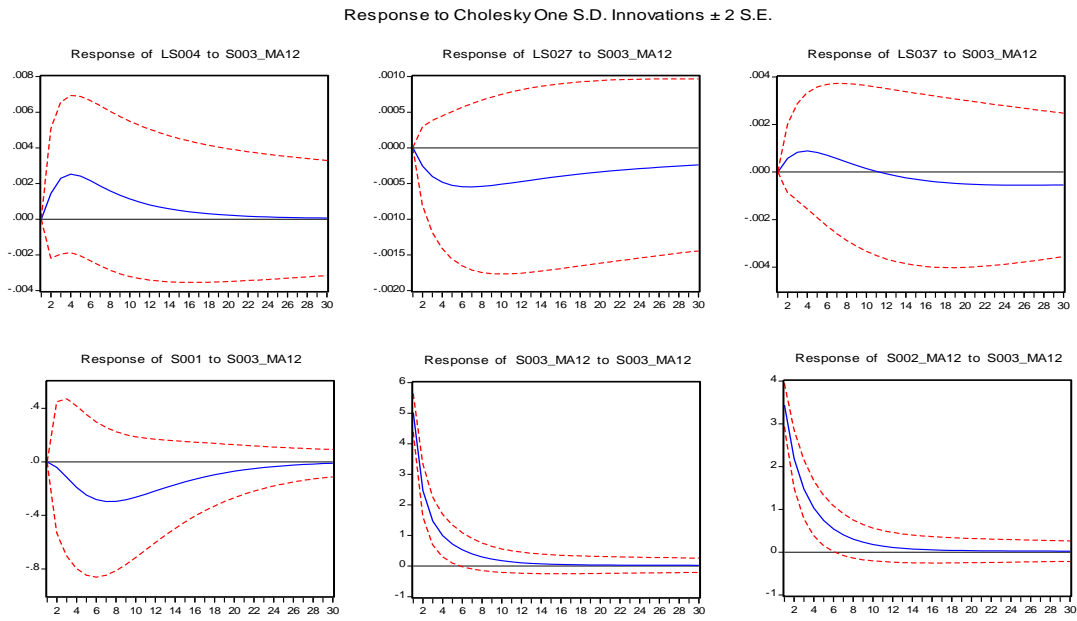 Response to Cholesky One S.D. Innovations ± 2 S.E.
Response of LS004 to S003_MA12
.008
.006
.004
.002
.000
-.002
-.004
2 4 6 8 10 12 14 16 18 20 22 24 26 28 30
Response of LS027 to S003_MA12
.0010
.0005
.0000
-.0005
-.0010
-.0015
-.0020
2 4 6 8 10 12 14 16 18 20 22 24 26 28 30
Response of LS037 to S003_MA12
.004
.002
.000
-.002
-.004
2 4 6 8 10 12 14 16 18 20 22 24 26 28 30
Response of S001 to S003_MA12
.4
.0
-.4
-.8
2 4 6 8 10 12 14 16 18 20 22 24 26 28 30
Response of S003_MA12 to S003_MA12
6
5
4
3
2
1
0
-1
2 4 6 8 10 12 14 16 18 20 22 24 26 28 30
Response of S002_MA12 to S003_MA12
4
3
2
1
0
-1
2 4 6 8 10 12 14 16 18 20 22 24 26 28 30